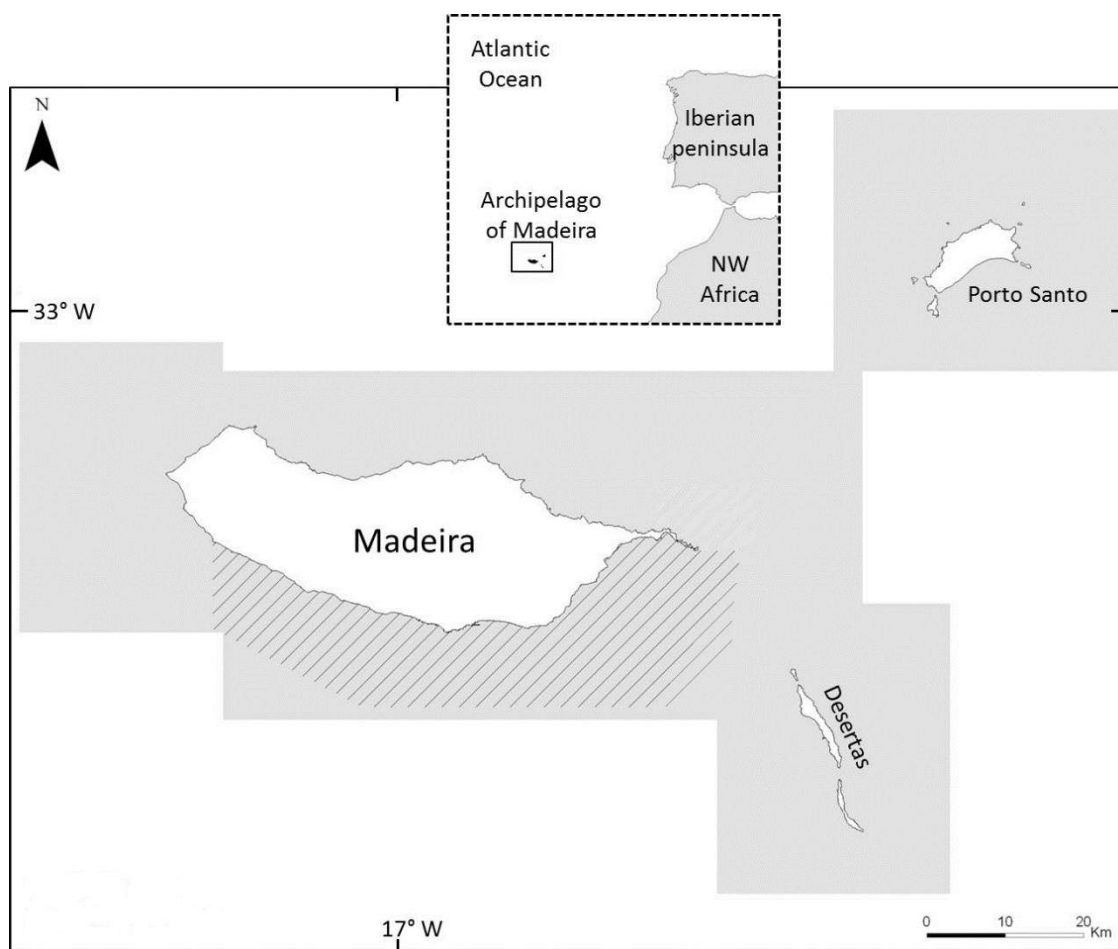 Atlantic
Ocean
N
Iberian
peninsula
Archipelago
of Madeira
NW
Africa
Porto Santo
33° W
Madeira
Desertas
17° W
0 10 20
Km